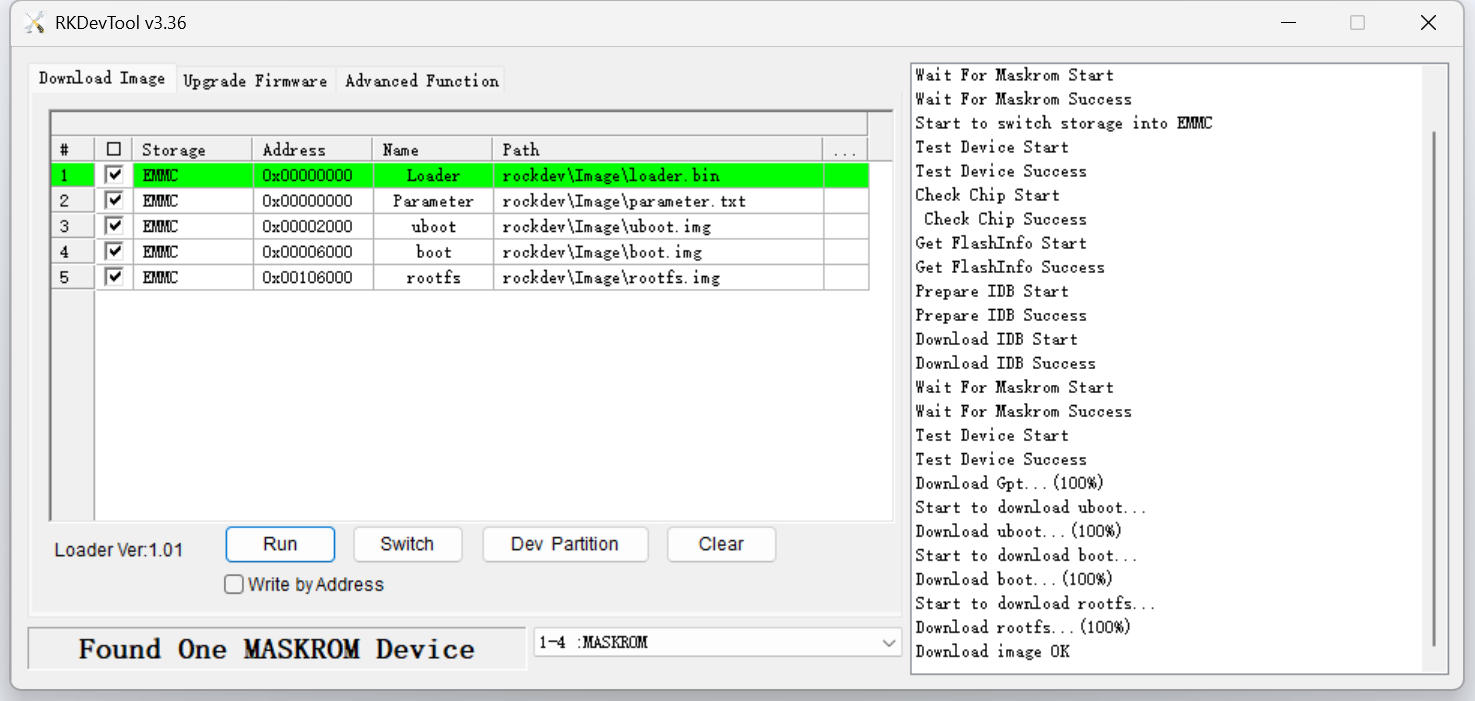 RKDevTool v3.36
Download Image Upgrade Firmware Advanced Function
# Storage Address Name Path ...
1 EMMC 0x00000000 Loader rockdev\Image\loader.bin
2 EMMC 0x00000000 Parameter rockdev\Image\parameter.txt
3 EMMC 0x00002000 uboot rockdev\Image\uboot.img
4 EMMC 0x00006000 boot rockdev\Image\boot.img
5 EMMC 0x00106000 rootfs rockdev\Image\rootfs.img
Loader Ver:1.01 Run Switch Dev Partition Clear
Write by Address
Found One MASKROM Device 1-4 :MASKROM
Wait For Maskrom Start
Wait For Maskrom Success
Start to switch storage into EMMC
Test Device Start
Test Device Success
Check Chip Start
Check Chip Success
Get FlashInfo Start
Get FlashInfo Success
Prepare IDB Start
Prepare IDB Success
Download IDB Start
Download IDB Success
Wait For Maskrom Start
Wait For Maskrom Success
Test Device Start
Test Device Success
Download Gpt...(100%)
Start to download uboot...
Download uboot...(100%)
Start to download boot...
Download boot...(100%)
Start to download rootfs...
Download rootfs...(100%)
Download image OK